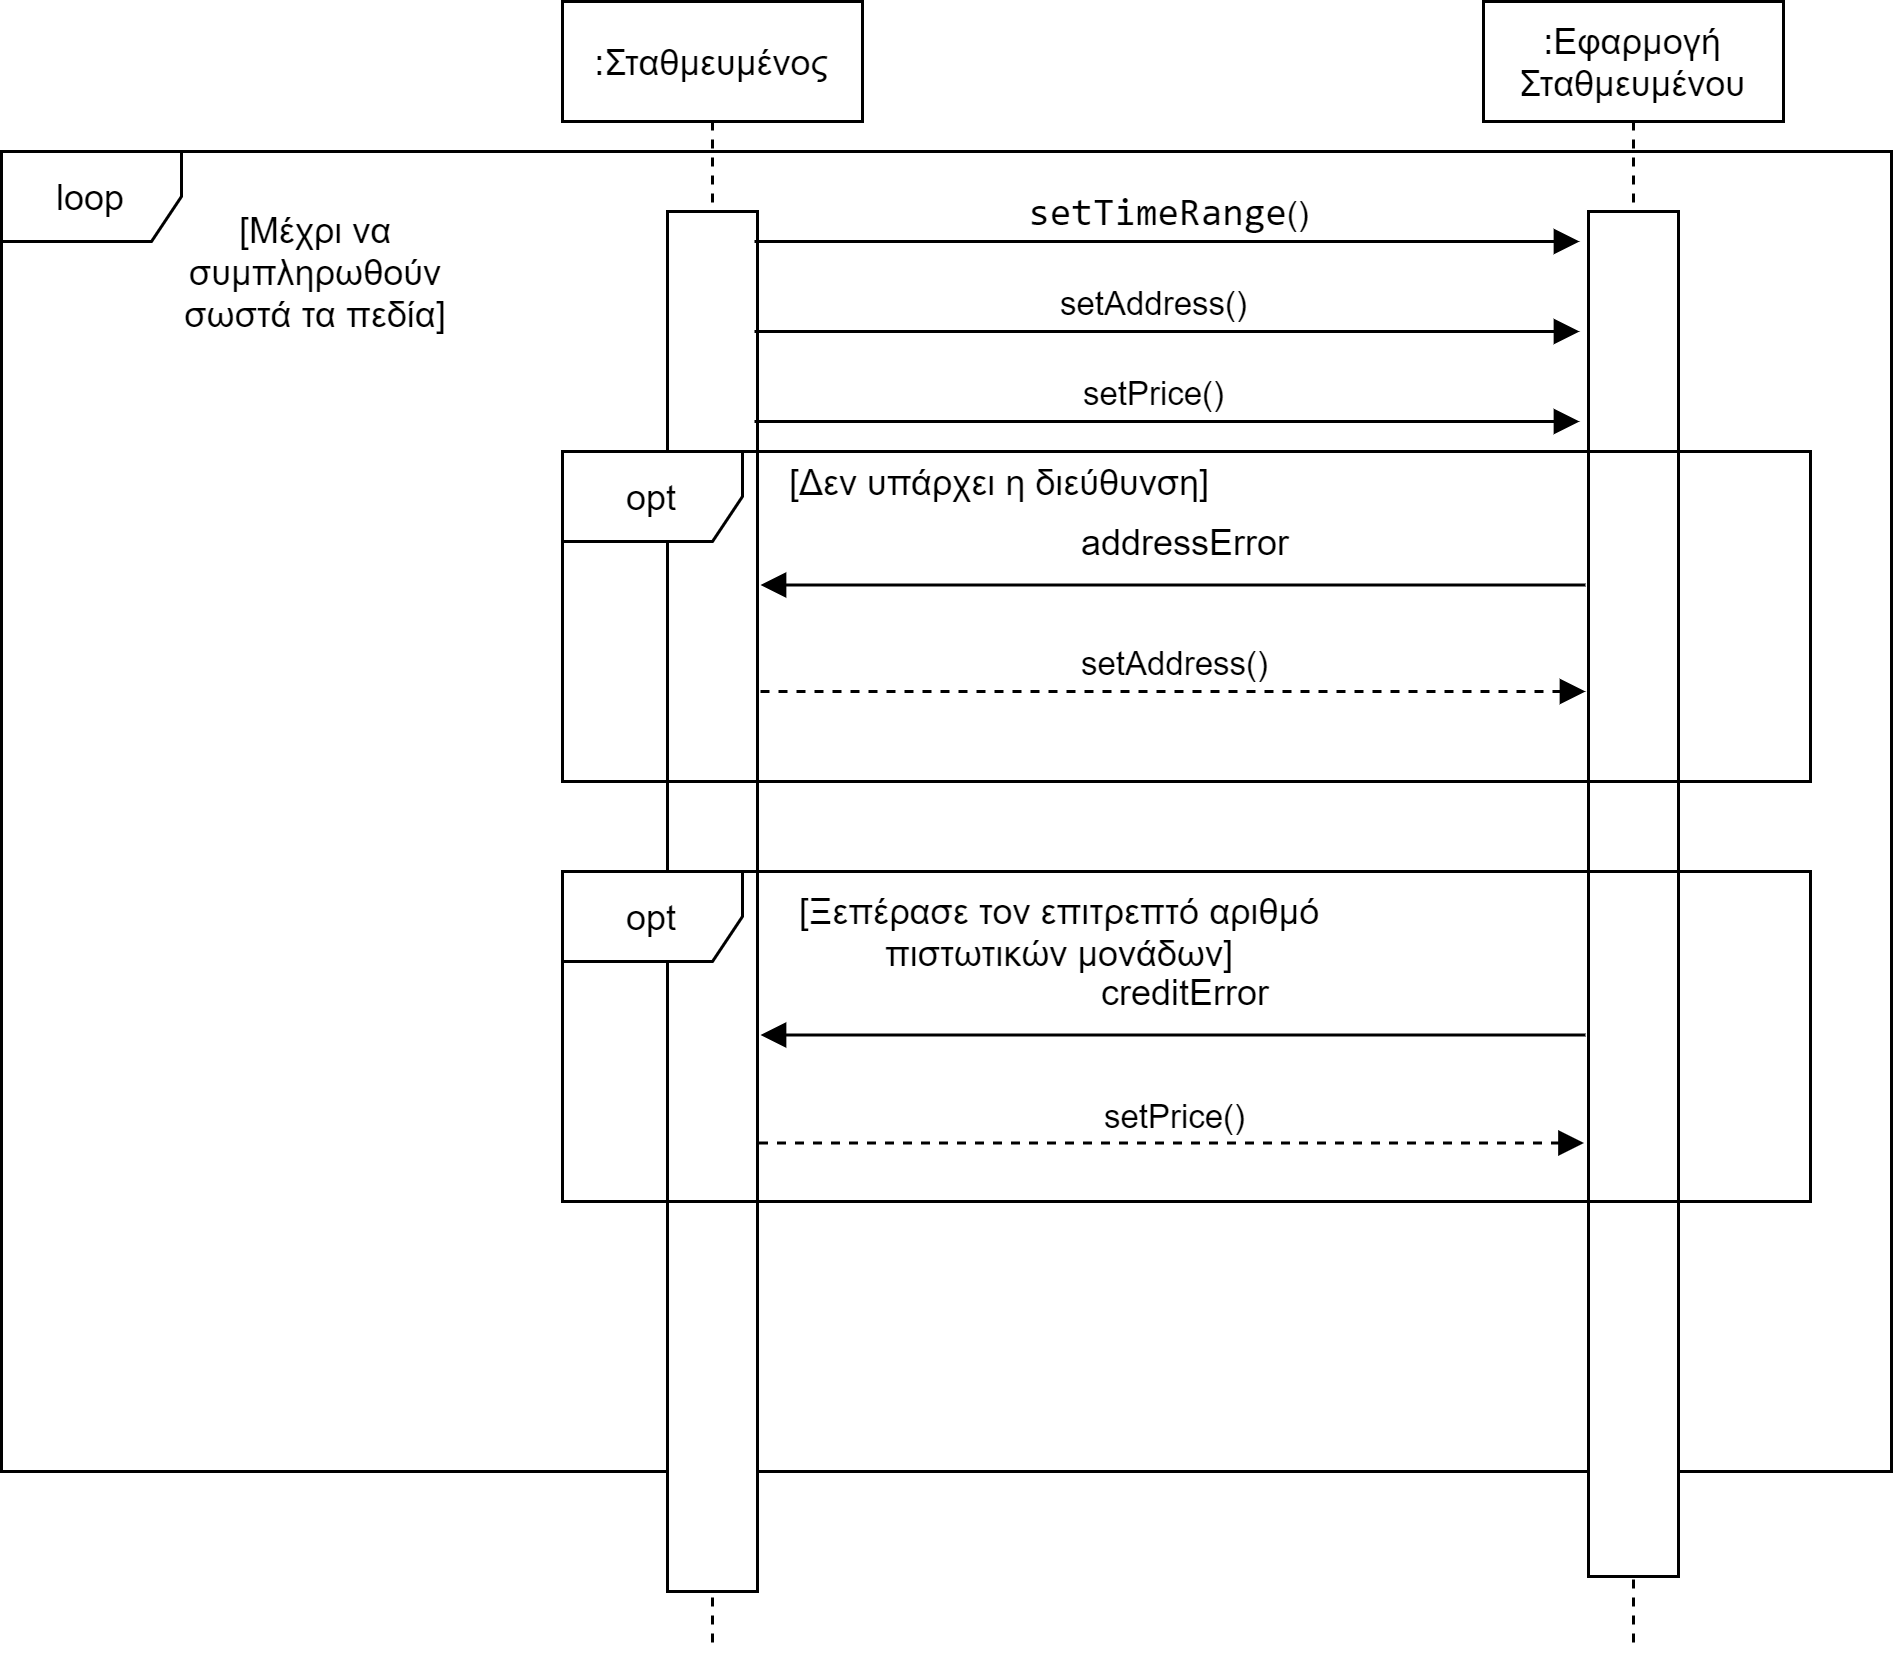 :Σταθμευμένος
:Εφαρμογή
Σταθμευμένου
loop
[Μέχρι να
συμπληρωθούν
σωστά τα πεδία]
setTimeRange()
setAddress()
setPrice()
opt
[Δεν υπάρχει η διεύθυνση]
addressError
setAddress()
opt
[Ξεπέρασε τον επιτρεπτό αριθμό
πιστωτικών μονάδων]
creditError
setPrice()